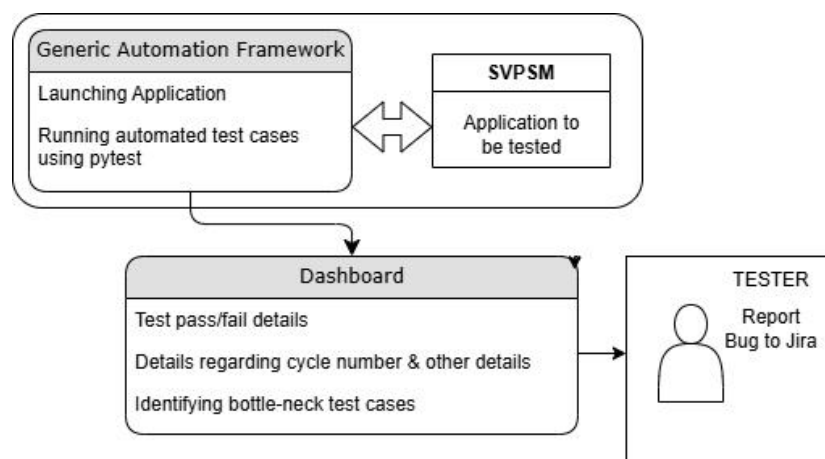 Generic Automation Framework
Launching Application
Running automated test cases
using pytest
SVPSM
Application to
be tested
Dashboard
Test pass/fail details
Details regarding cycle number & other details
Identifying bottle-neck test cases
TESTER
Report
Bug to Jira